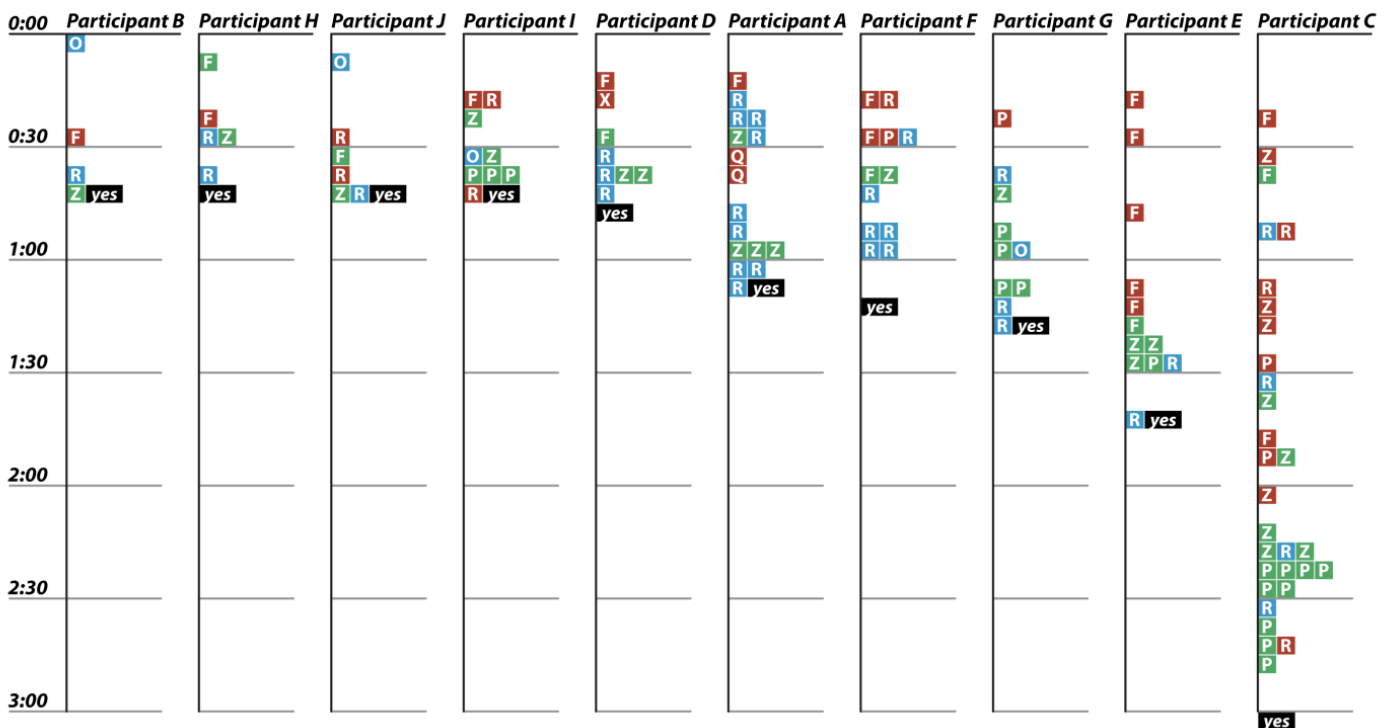 0:00
0:30
1:00
1:30
2:00
2:30
3:00
Participant B
O
F
R
Z yes
Participant H
F
F
R Z
R
yes
Participant J
O
R
F
R
Z R yes
Participant I
F R
Z
O Z
P P P
R yes
Participant D
F
X
F
R
R Z Z
R
yes
Participant A
F
R
R R
Z R
Q
Q
R
R
Z Z Z
R R
R yes
Participant F
F R
F P R
F Z
R
R R
R R
yes
Participant G
P
R
Z
P
P O
P P
R
R yes
Participant E
F
F
F
F
F
F
Z Z
Z P R
R yes
Participant C
F
Z
F
R R
R
Z
Z
P
R
Z
F
P Z
Z
Z
Z R Z
P P P P
P P
R
P
P R
P
yes